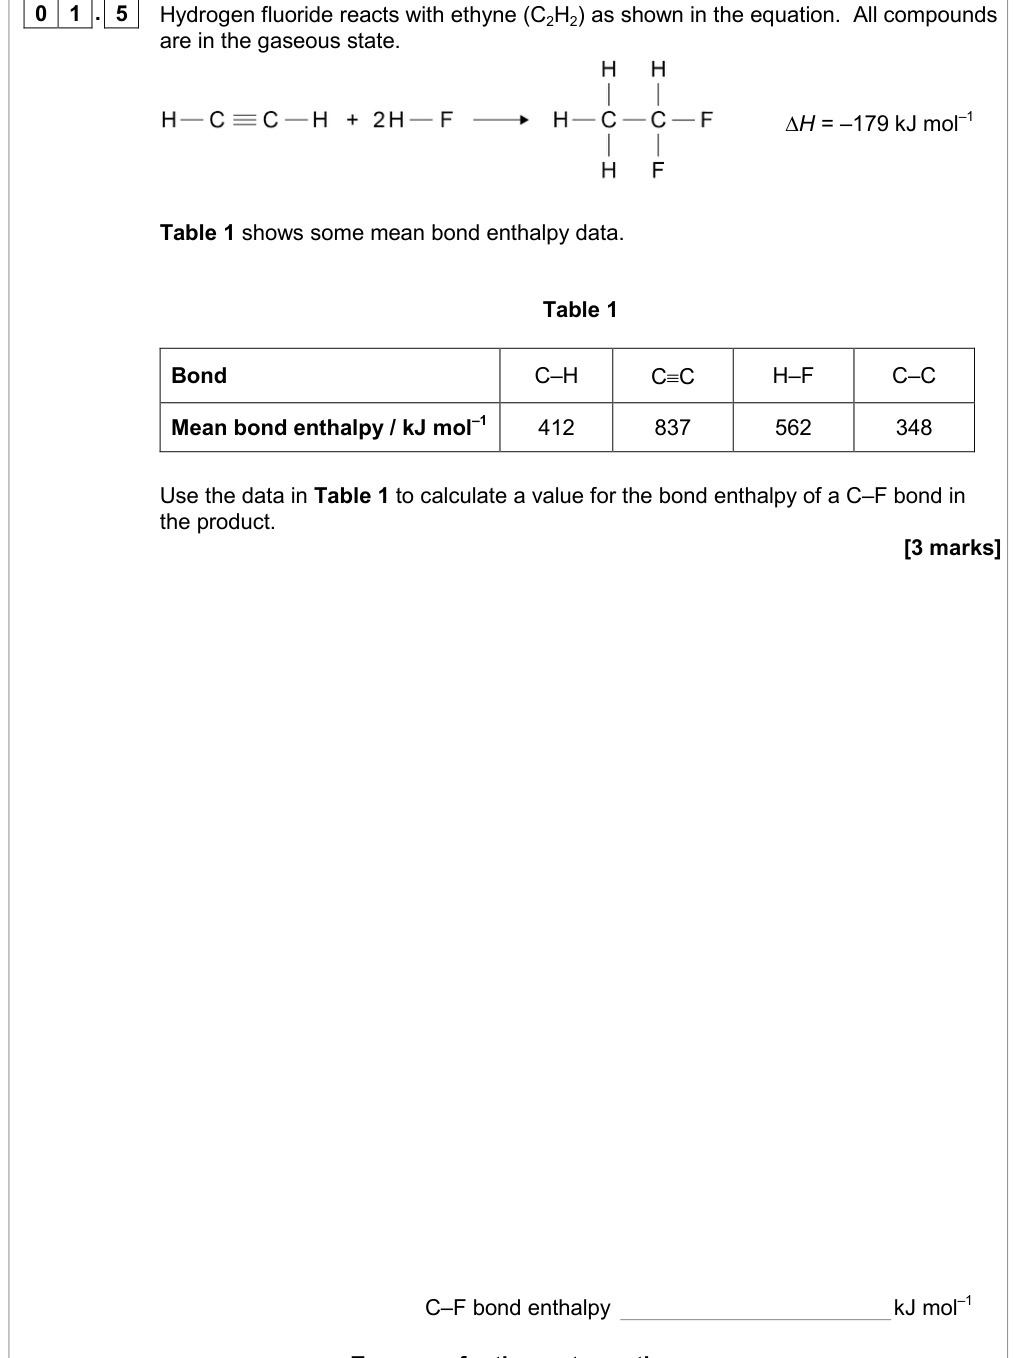 01.5 Hydrogen fluoride reacts with ethyne (C₂H₂) as shown in the equation. All compounds
are in the gaseous state.
H H
H—C≡C—H + 2H—F ⟶ H—C—C—F ΔH = –179 kJ mol⁻¹
H F
Table 1 shows some mean bond enthalpy data.
Table 1
Bond C–H C≡C H–F C–C
Mean bond enthalpy / kJ mol⁻¹ 412 837 562 348
Use the data in Table 1 to calculate a value for the bond enthalpy of a C–F bond in
the product.
[3 marks]
C–F bond enthalpy ____________ kJ mol⁻¹